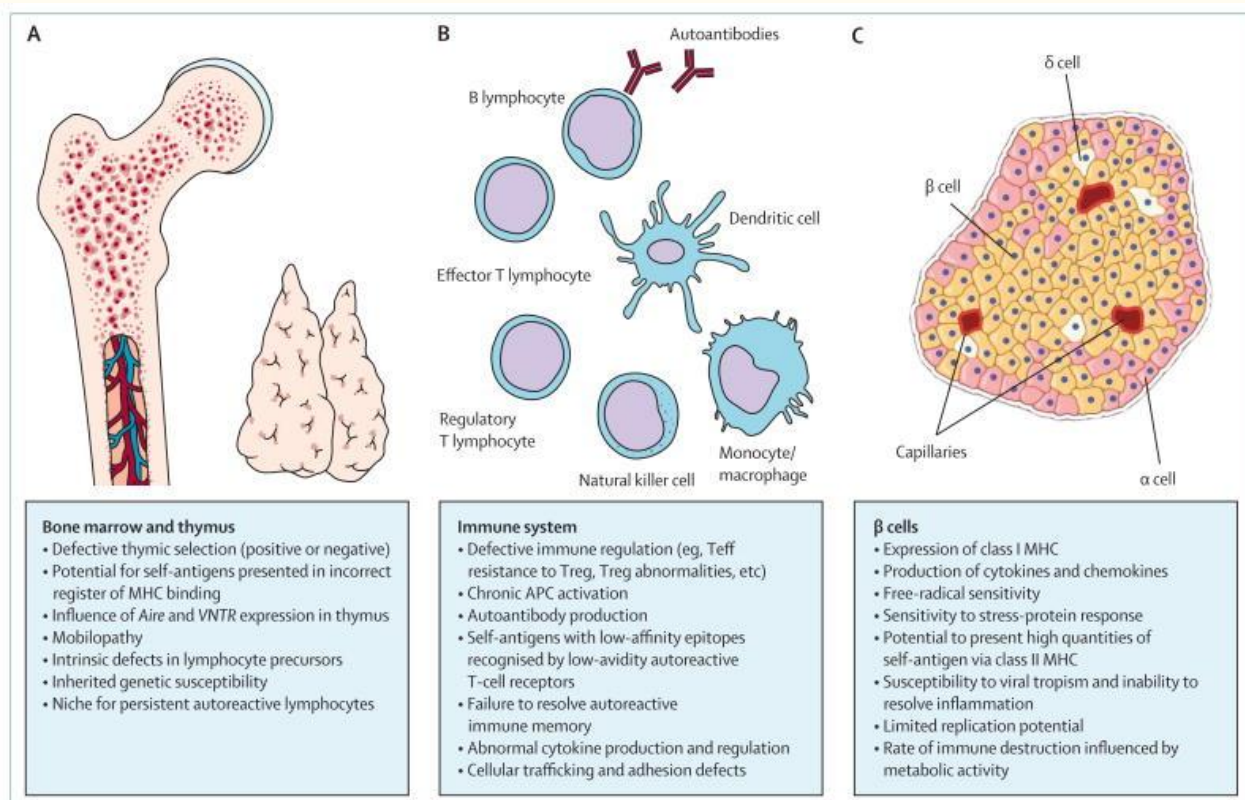 A
B
Autoantibodies
B lymphocyte
Dendritic cell
Effector T lymphocyte
Regulatory
T lymphocyte
Natural killer cell
Monocyte/
macrophage
C
δ cell
β cell
Capillaries
α cell
Bone marrow and thymus
• Defective thymic selection (positive or negative)
• Potential for self-antigens presented in incorrect
register of MHC binding
• Influence of Aire and VNTR expression in thymus
• Mobilopathy
• Intrinsic defects in lymphocyte precursors
• Inherited genetic susceptibility
• Niche for persistent autoreactive lymphocytes
Immune system
• Defective immune regulation (eg, Teff
resistance to Treg, Treg abnormalities, etc)
• Chronic APC activation
• Autoantibody production
• Self-antigens with low-affinity epitopes
recognised by low-avidity autoreactive
T-cell receptors
• Failure to resolve autoreactive
immune memory
• Abnormal cytokine production and regulation
• Cellular trafficking and adhesion defects
β cells
• Expression of class I MHC
• Production of cytokines and chemokines
• Free-radical sensitivity
• Sensitivity to stress-protein response
• Potential to present high quantities of
self-antigen via class II MHC
• Susceptibility to viral tropism and inability to
resolve inflammation
• Limited replication potential
• Rate of immune destruction influenced by
metabolic activity